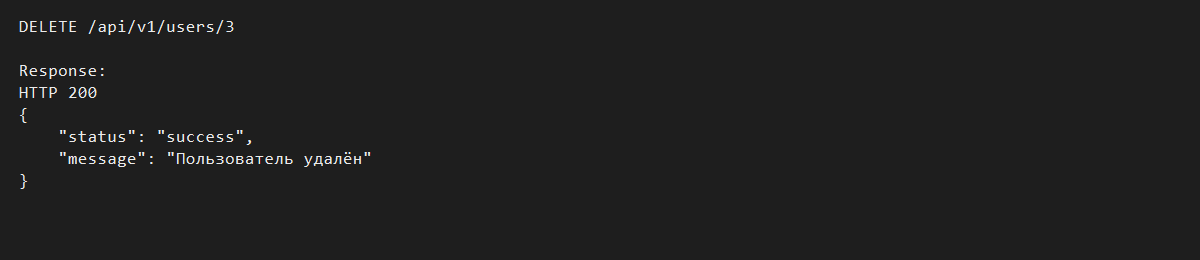 DELETE /api/v1/users/3
Response:
HTTP 200
{
    "status": "success",
    "message": "Пользователь удалён"
}